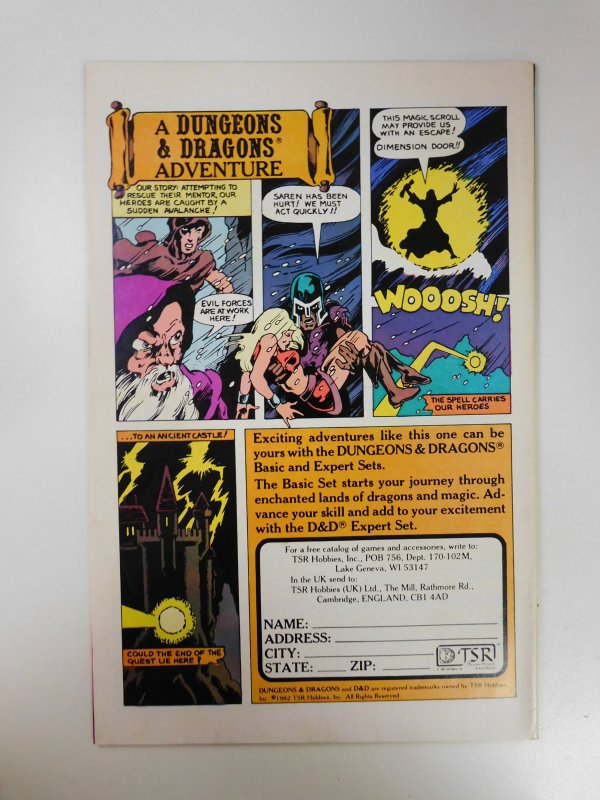 A DUNGEONS
& DRAGONS®
ADVENTURE
OUR STORY: ATTEMPTING TO
RESCUE THEIR MENTOR, OUR
HEROES ARE CAUGHT BY A
SUDDEN AVALANCHE!
EVIL FORCES
ARE AT WORK
HERE!
SAREN HAS BEEN
HURT! WE MUST
ACT QUICKLY!!
THIS MAGIC SCROLL
MAY PROVIDE US
WITH AN ESCAPE!
DIMENSION DOOR!!
WOOOSH!
THE SPELL CARRIES
OUR HEROES
...TO AN ANCIENT CASTLE!
COULD THE END OF THE
QUEST LIE HERE?
Exciting adventures like this one can be
yours with the DUNGEONS & DRAGONS®
Basic and Expert Sets.
The Basic Set starts your journey through
enchanted lands of dragons and magic. Ad-
vance your skill and add to your excitement
with the D&D® Expert Set.
For a free catalog of games and accessories, write to:
TSR Hobbies, Inc., POB 756, Dept. 170-102M,
Lake Geneva, WI 53147
In the UK send to:
TSR Hobbies (UK) Ltd., The Mill, Rathmore Rd.,
Cambridge, ENGLAND, CB1 4AD
NAME:
ADDRESS:
CITY:
STATE: ZIP:
TSR
DUNGEONS & DRAGONS and D&D are registered trademarks owned by TSR Hobbies
Inc. ©1982 TSR Hobbies, Inc. All Rights Reserved.